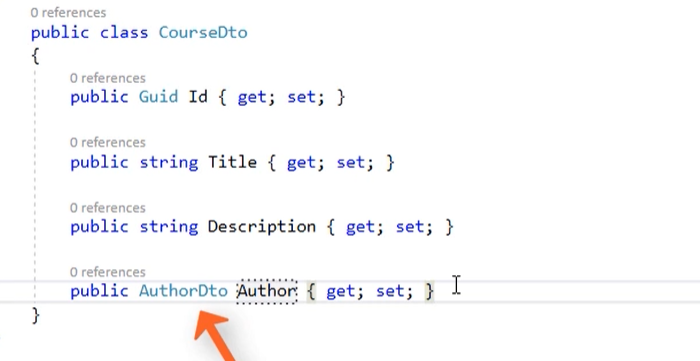 0 references
public class CourseDto
{
0 references
public Guid Id { get; set; }
0 references
public string Title { get; set; }
0 references
public string Description { get; set; }
0 references
public AuthorDto Author { get; set; }
}